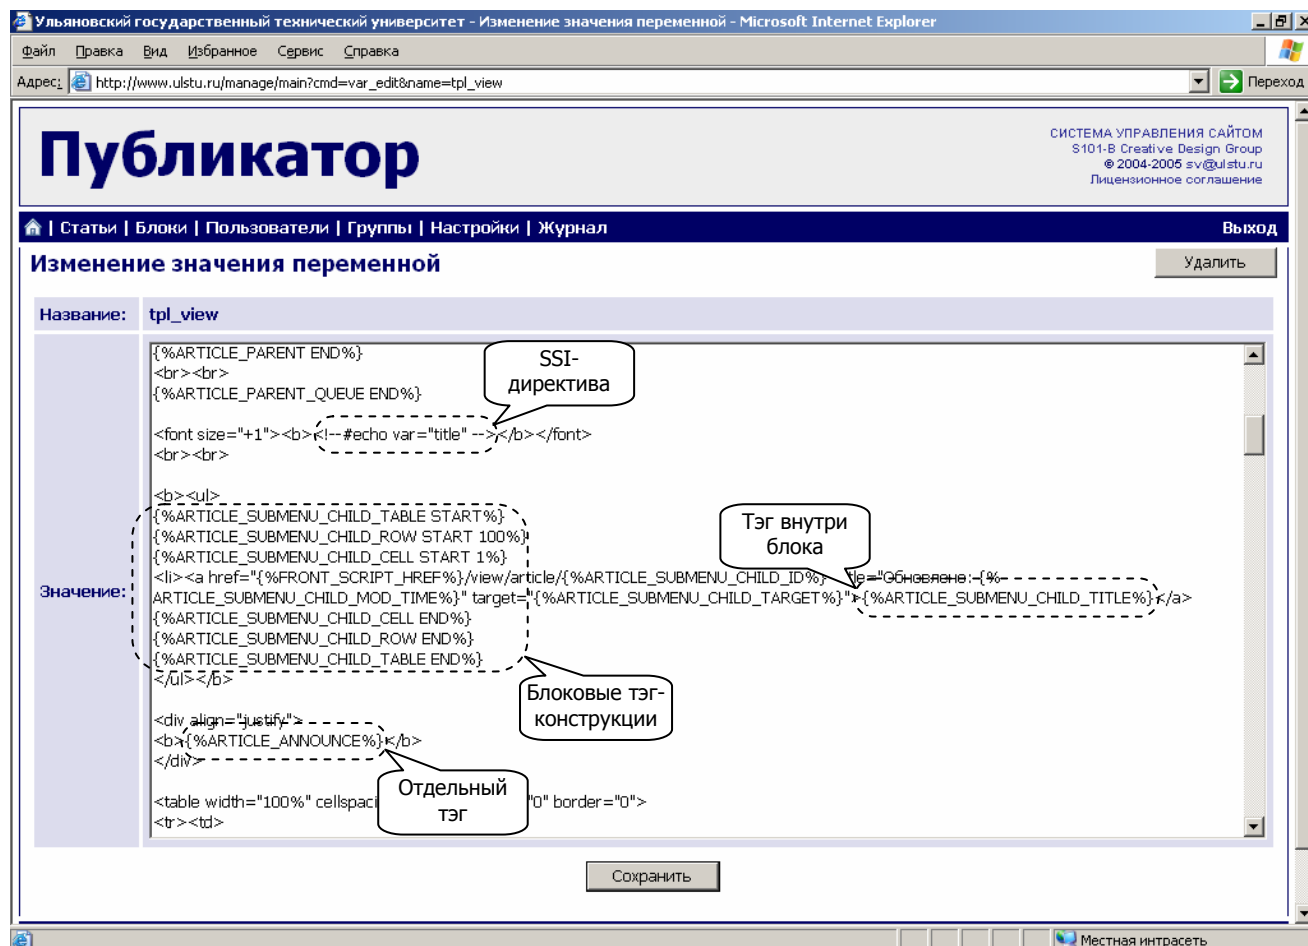 Ульяновский государственный технический университет - Изменение значения переменной - Microsoft Internet Explorer
Файл Правка Вид Избранное Сервис Справка
Адрес: http://www.ulstu.ru/manage/main?cmd=var_edit&name=tpl_view Переход
Публикатор
СИСТЕМА УПРАВЛЕНИЯ САЙТОМ
S101-B Creative Design Group
© 2004-2005 sv@ulstu.ru
Лицензионное соглашение
| Статьи | Блоки | Пользователи | Группы | Настройки | Журнал Выход
Изменение значения переменной Удалить
Название: tpl_view
Значение:
{%ARTICLE_PARENT END%}
<br><br>
{%ARTICLE_PARENT_QUEUE END%}
SSI-
директива
<font size="+1"><b><!--#echo var="title" --></b></font>
<br><br>
<b><ul>
{%ARTICLE_SUBMENU_CHILD_TABLE START%}
{%ARTICLE_SUBMENU_CHILD_ROW START 100%}
{%ARTICLE_SUBMENU_CHILD_CELL START 1%}
Тэг внутри
блока
<li><a href="{%FRONT_SCRIPT_HREF%}/view/article/{%ARTICLE_SUBMENU_CHILD_ID%} tle="Обновлено: {%
ARTICLE_SUBMENU_CHILD_MOD_TIME%}" target="{%ARTICLE_SUBMENU_CHILD_TARGET%}">{%ARTICLE_SUBMENU_CHILD_TITLE%}</a>
{%ARTICLE_SUBMENU_CHILD_CELL END%}
{%ARTICLE_SUBMENU_CHILD_ROW END%}
{%ARTICLE_SUBMENU_CHILD_TABLE END%}
</ul></b>
Блоковые тэг-
конструкции
<div align="justify">
<b>{%ARTICLE_ANNOUNCE%}</b>
</div>
Отдельный
тэг
<table width="100%" cellspaci "0" border="0">
<tr><td>
Сохранить
Местная интрасеть